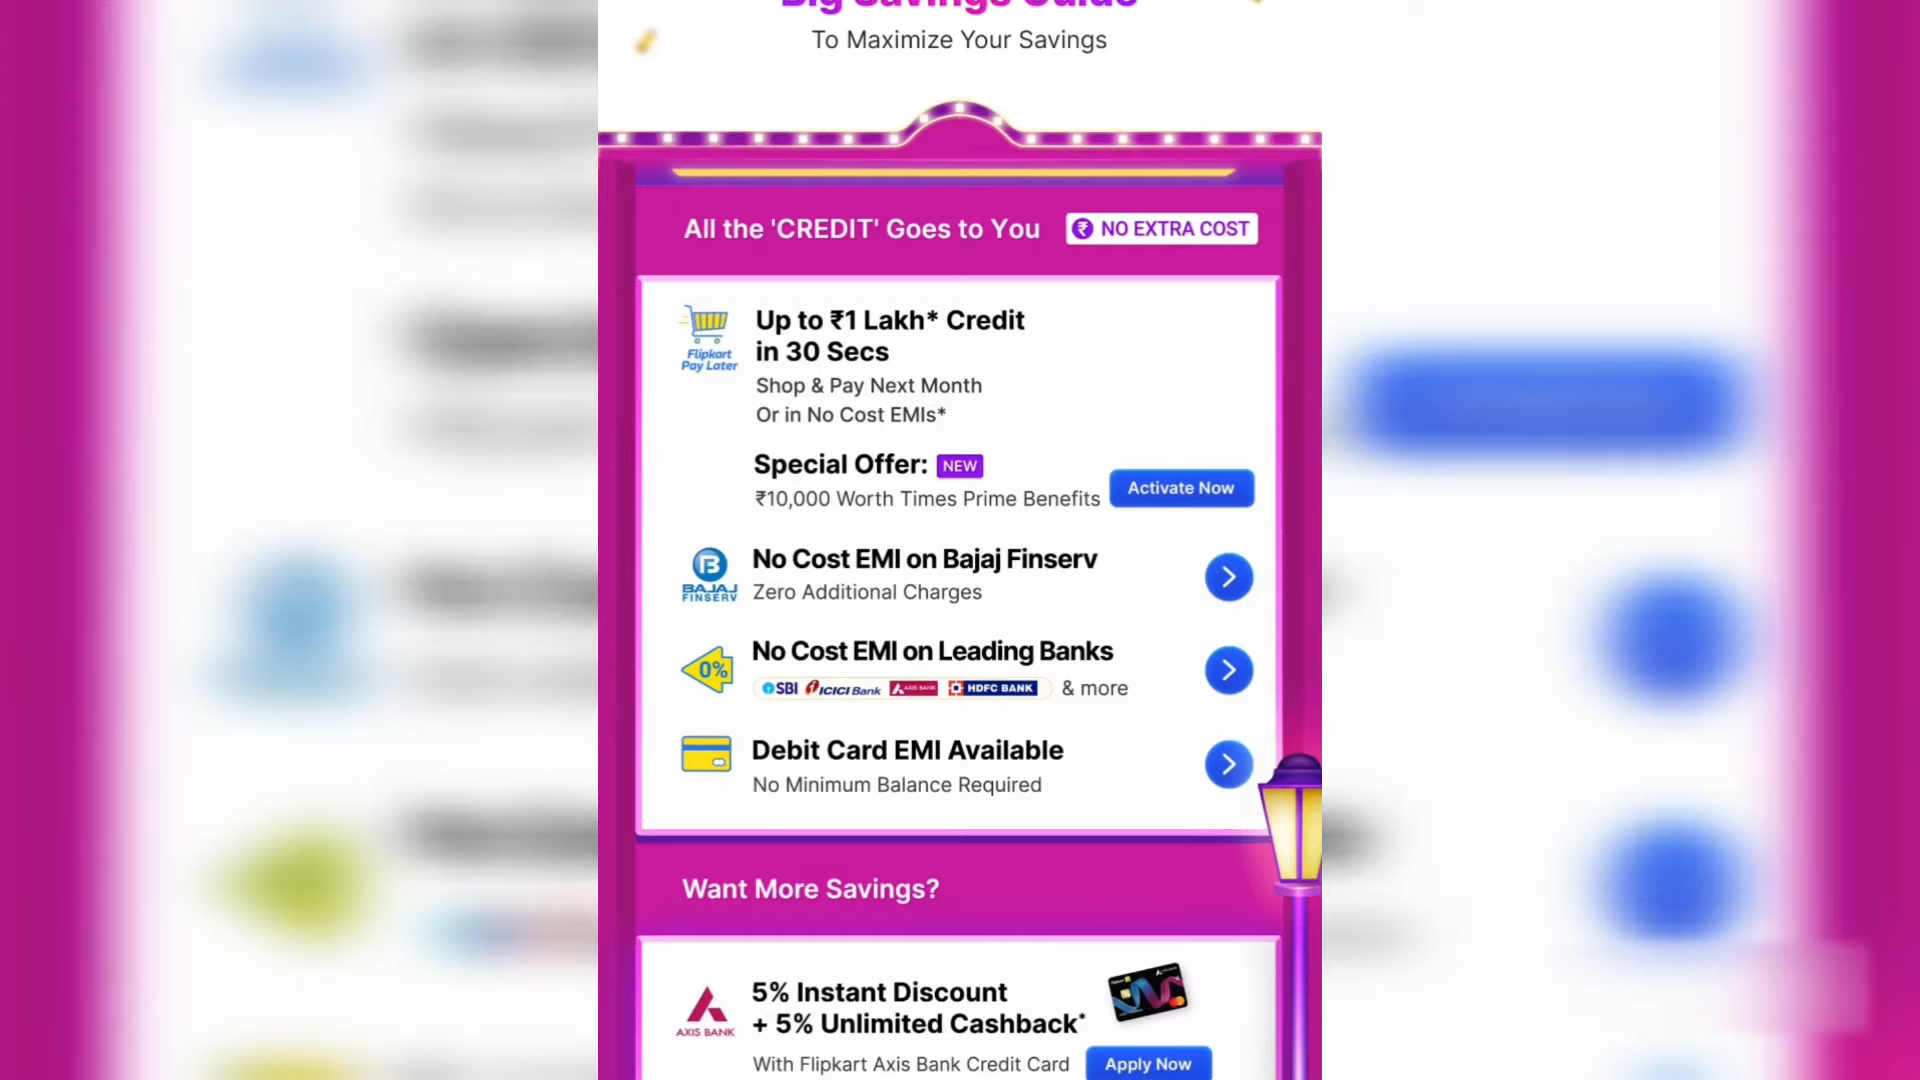 Big Savings Guide
To Maximize Your Savings
All the 'CREDIT' Goes to You
₹ NO EXTRA COST
Flipkart
Pay Later
Up to ₹1 Lakh* Credit
in 30 Secs
Shop & Pay Next Month
Or in No Cost EMIs*
Special Offer: NEW
₹10,000 Worth Times Prime Benefits
Activate Now
B
BAJAJ
FINSERV
No Cost EMI on Bajaj Finserv
Zero Additional Charges
0%
No Cost EMI on Leading Banks
SBI ICICI Bank AXIS BANK HDFC BANK & more
Debit Card EMI Available
No Minimum Balance Required
Want More Savings?
AXIS BANK
5% Instant Discount
+ 5% Unlimited Cashback*
With Flipkart Axis Bank Credit Card
Apply Now